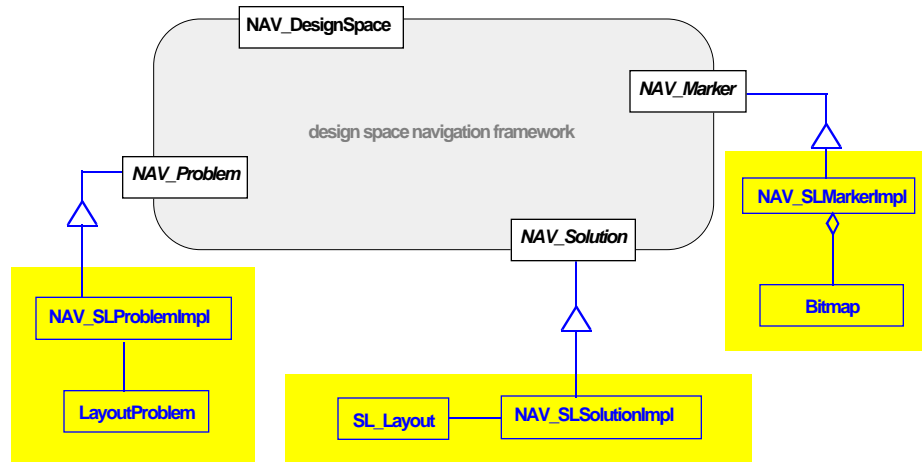 NAV_DesignSpace
NAV_Marker
design space navigation framework
NAV_Problem
NAV_SLMarkerImpl
NAV_Solution
Bitmap
NAV_SLProblemImpl
LayoutProblem
SL_Layout
NAV_SLSolutionImpl